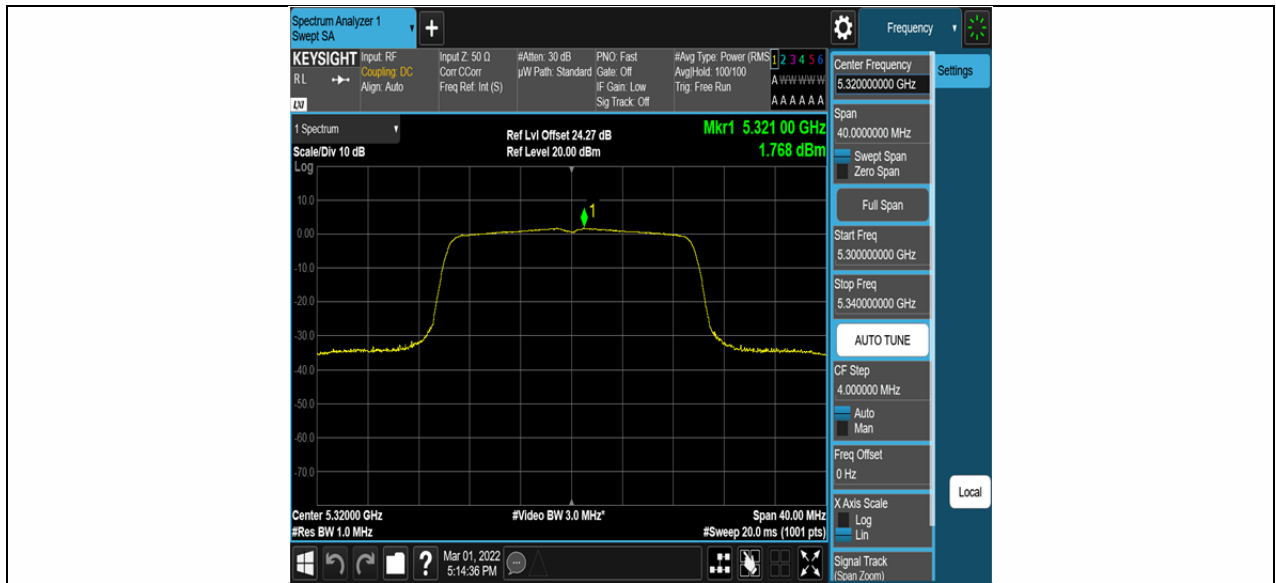 Spectrum Analyzer 1
Swept SA
Frequency
KEYSIGHT
RL
LXI
Input: RF
Coupling: DC
Align: Auto
Input Z: 50 Ω
Corr CCorr
Freq Ref: Int (S)
#Atten: 30 dB
µW Path: Standard
PNO: Fast
Gate: Off
IF Gain: Low
Sig Track: Off
#Avg Type: Power (RMS
Avg|Hold: 100/100
Trig: Free Run
1 2 3 4 5 6
A W W W W W
A A A A A A
1 Spectrum
Scale/Div 10 dB
Log
Ref Lvl Offset 24.27 dB
Ref Level 20.00 dBm
Mkr1 5.321 00 GHz
1.768 dBm
1
10.0
0.00
-10.0
-20.0
-30.0
-40.0
-50.0
-60.0
-70.0
Center 5.32000 GHz
#Res BW 1.0 MHz
#Video BW 3.0 MHz*
Span 40.00 MHz
#Sweep 20.0 ms (1001 pts)
Center Frequency
5.320000000 GHz
Settings
Span
40.0000000 MHz
Swept Span
Zero Span
Full Span
Start Freq
5.300000000 GHz
Stop Freq
5.340000000 GHz
AUTO TUNE
CF Step
4.000000 MHz
Auto
Man
Freq Offset
0 Hz
X Axis Scale
Log
Lin
Local
Signal Track
(Span Zoom)
?
Mar 01, 2022
5:14:36 PM